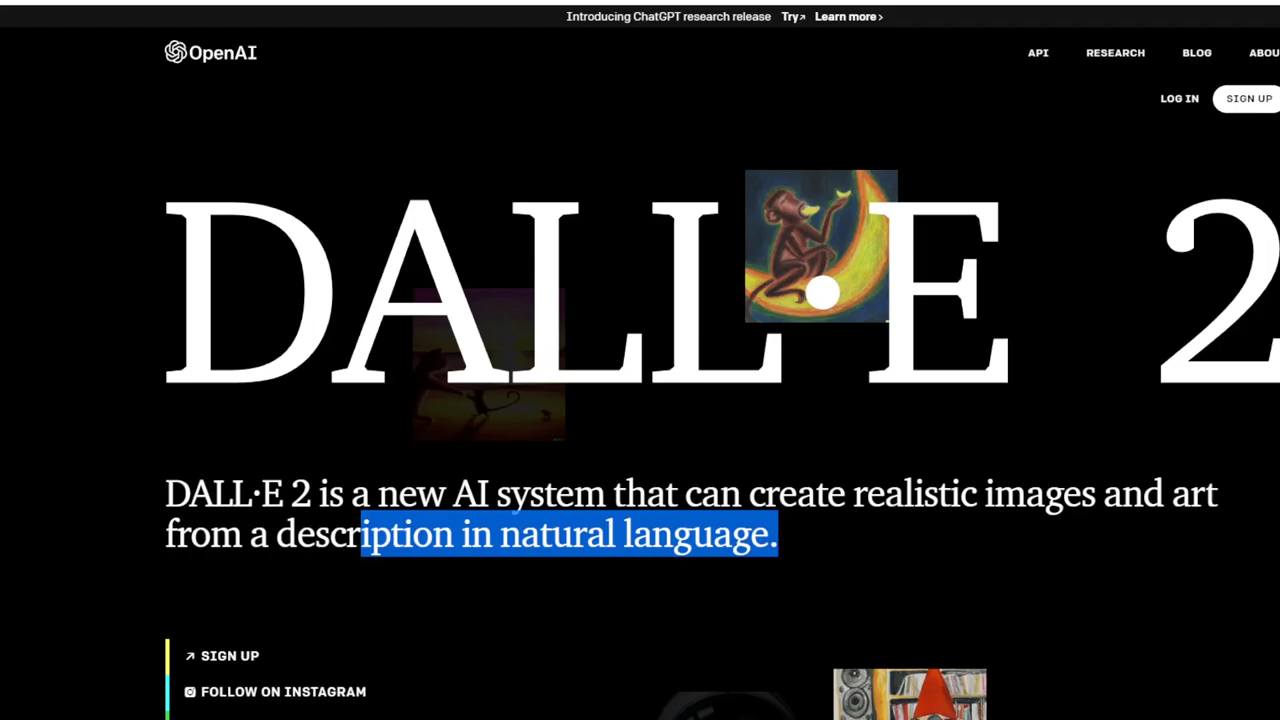 Introducing ChatGPT research release Try↗ Learn more ›
OpenAI
API RESEARCH BLOG
LOG IN SIGN UP
DALL·E 2
DALL·E 2 is a new AI system that can create realistic images and art
from a description in natural language.
↗ SIGN UP
FOLLOW ON INSTAGRAM